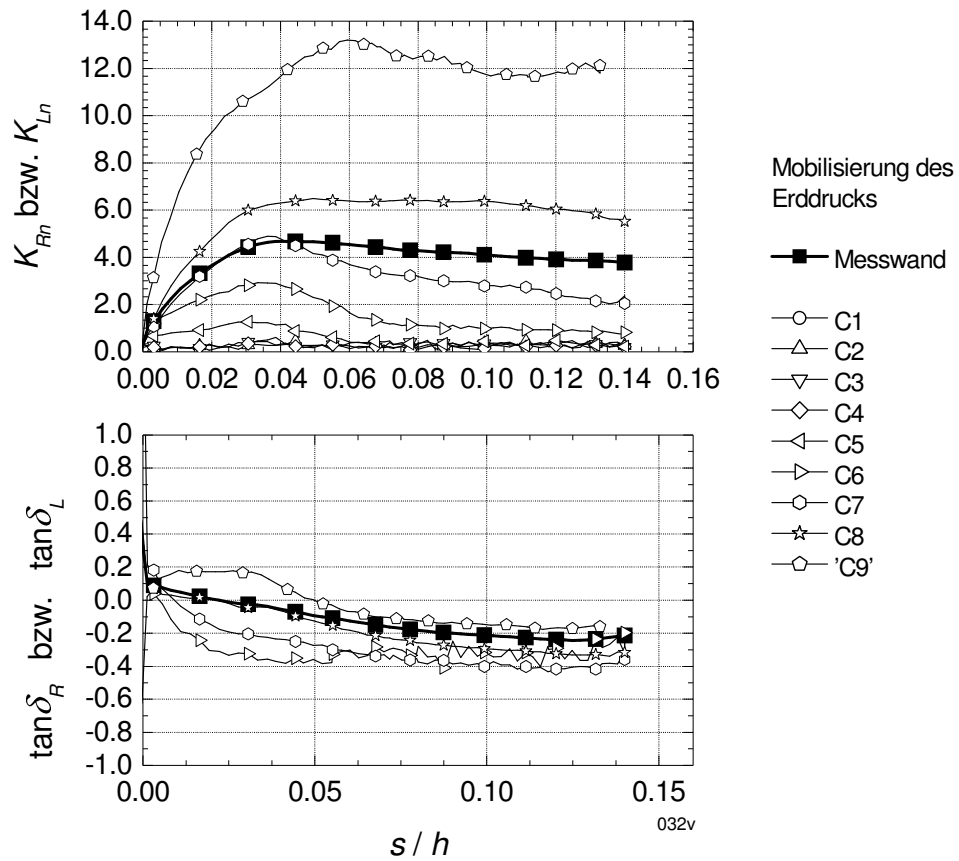 14.0
12.0
10.0
8.0
6.0
4.0
2.0
0.0
K_Rn bzw. K_Ln
0.00 0.02 0.04 0.06 0.08 0.10 0.12 0.14 0.16
1.0
0.8
0.6
0.4
0.2
0.0
-0.2
-0.4
-0.6
-0.8
-1.0
tanδ_R bzw. tanδ_L
0.00 0.05 0.10 0.15
s / h
032v
Mobilisierung des
Erddrucks
Messwand
C1
C2
C3
C4
C5
C6
C7
C8
'C9'